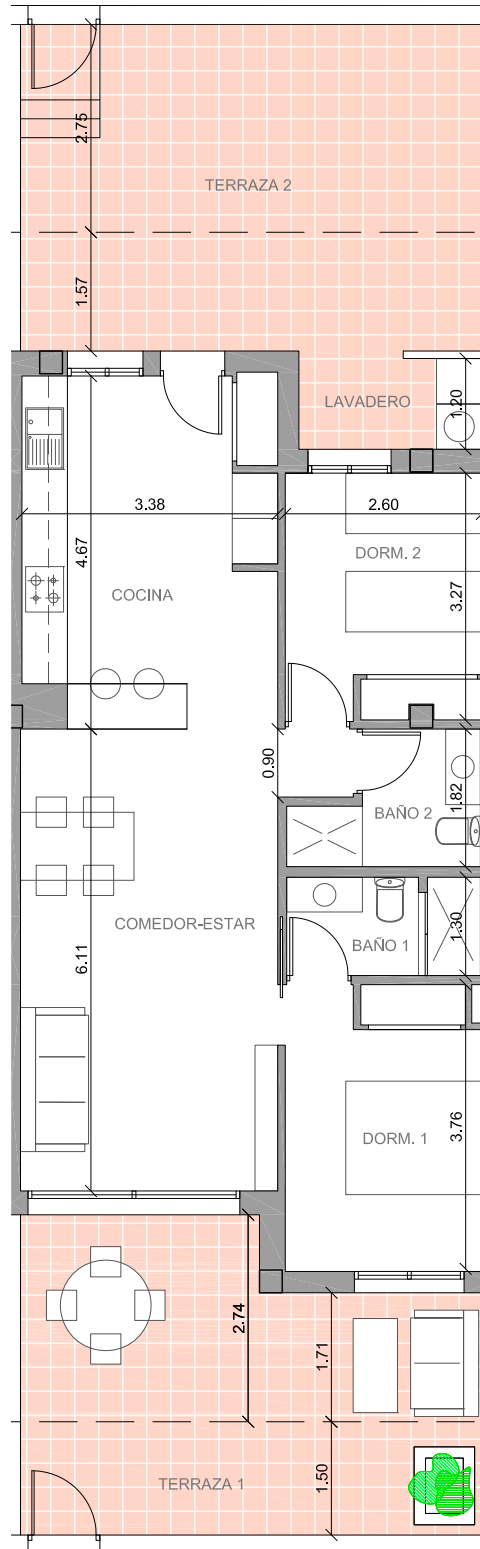 2.75
TERRAZA 2
1.57
LAVADERO
1.20
3.38
2.60
4.67
DORM. 2
COCINA
3.27
0.90
1.82
BAÑO 2
COMEDOR-ESTAR
6.11
BAÑO 1
1.30
DORM. 1
3.76
2.74
1.71
TERRAZA 1
1.50